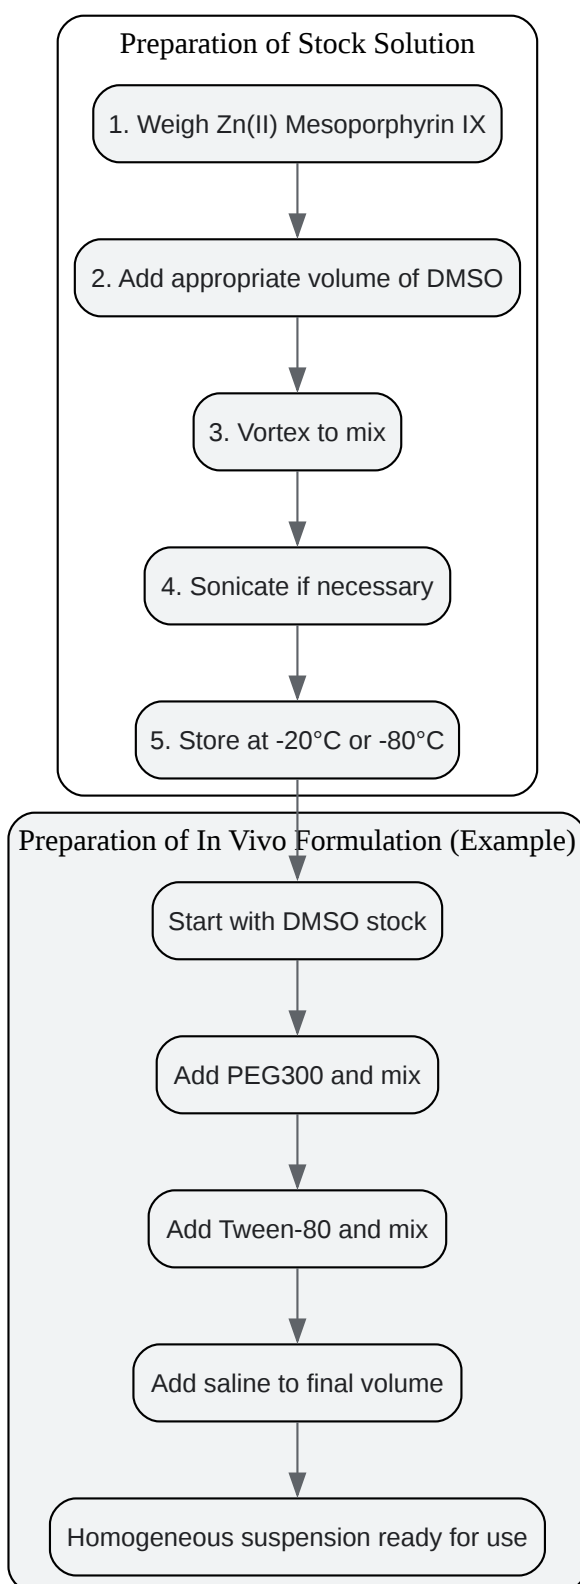 Preparation of Stock Solution
1. Weigh Zn(II) Mesoporphyrin IX
2. Add appropriate volume of DMSO
3. Vortex to mix
4. Sonicate if necessary
5. Store at -20°C or -80°C
Preparation of In Vivo Formulation (Example)
Start with DMSO stock
Add PEG300 and mix
Add Tween-80 and mix
Add saline to final volume
Homogeneous suspension ready for use